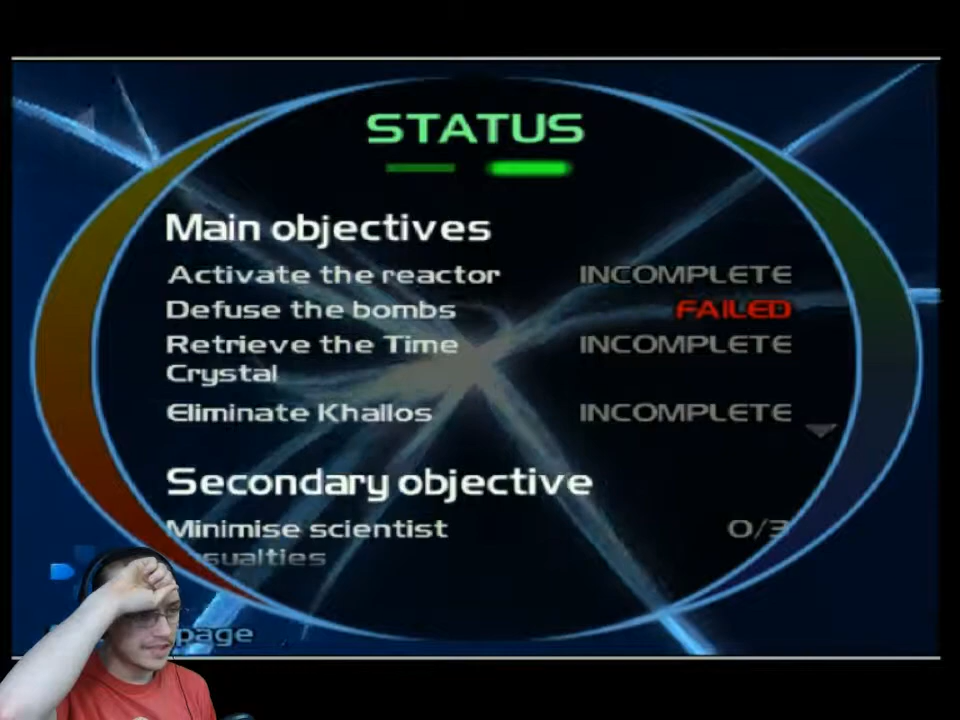 STATUS
Main objectives
Activate the reactor INCOMPLETE
Defuse the bombs FAILED
Retrieve the Time INCOMPLETE
Crystal
Eliminate Khallos INCOMPLETE
Secondary objective
Minimise scientist 0/3
page